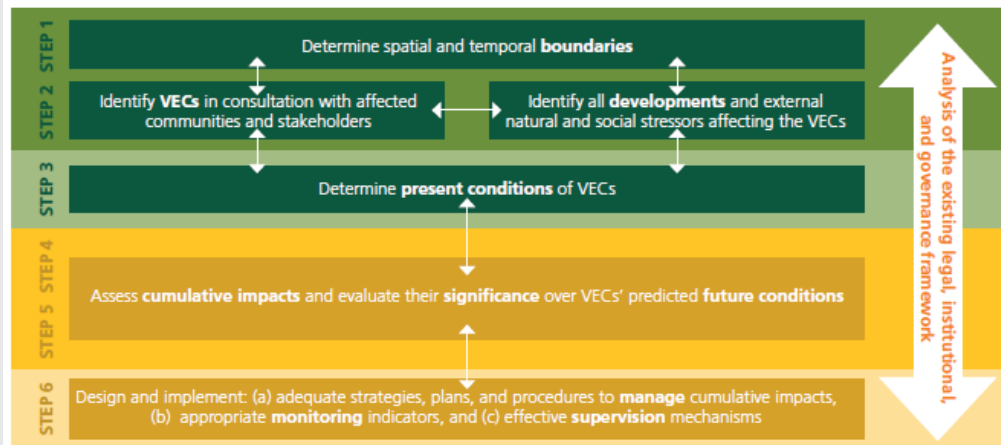 STEP 1
Determine spatial and temporal boundaries
STEP 2
Identify VECs in consultation with affected
communities and stakeholders
Identify all developments and external
natural and social stressors affecting the VECs
STEP 3
Determine present conditions of VECs
STEP 4
STEP 5
Assess cumulative impacts and evaluate their significance over VECs’ predicted future conditions
STEP 6
Design and implement: (a) adequate strategies, plans, and procedures to manage cumulative impacts,
(b) appropriate monitoring indicators, and (c) effective supervision mechanisms
Analysis of the existing legal, institutional,
and governance framework